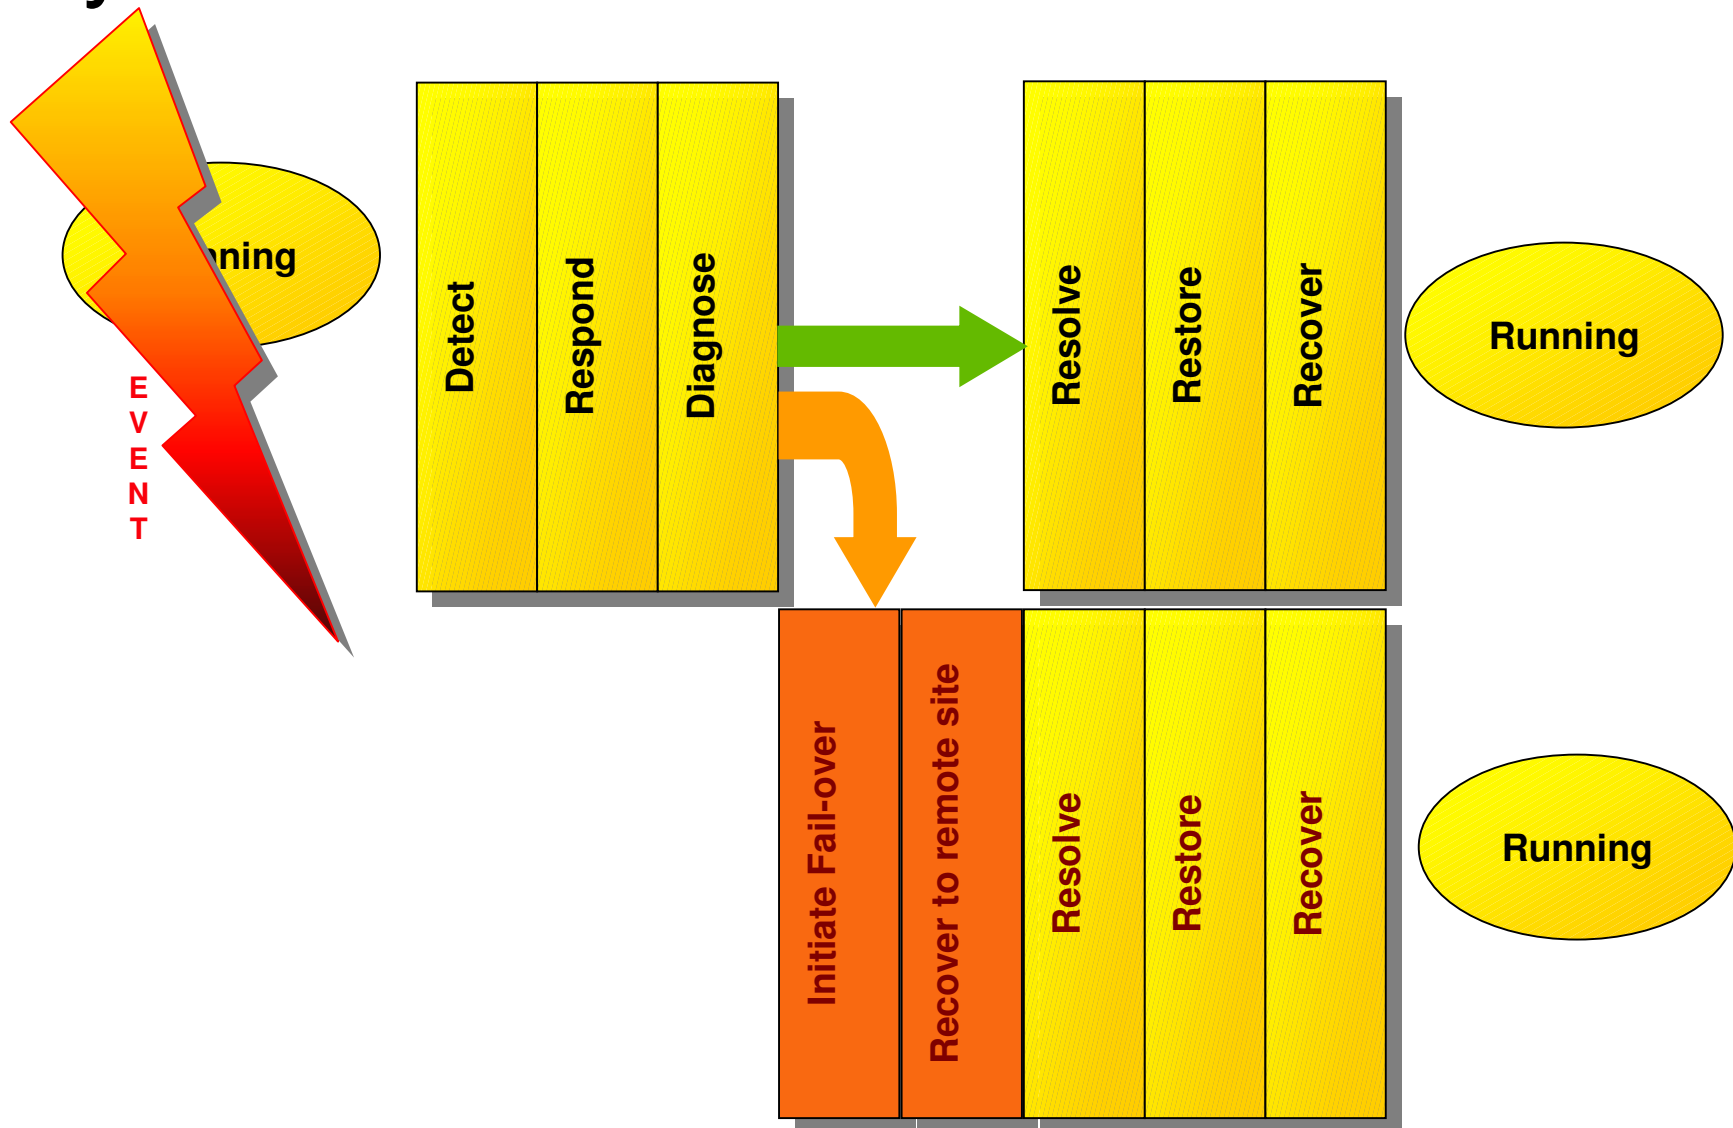 nning
E
V
E
N
T
Detect
Respond
Diagnose
Resolve
Restore
Recover
Running
Initiate Fail-over
Recover to remote site
Resolve
Restore
Recover
Running